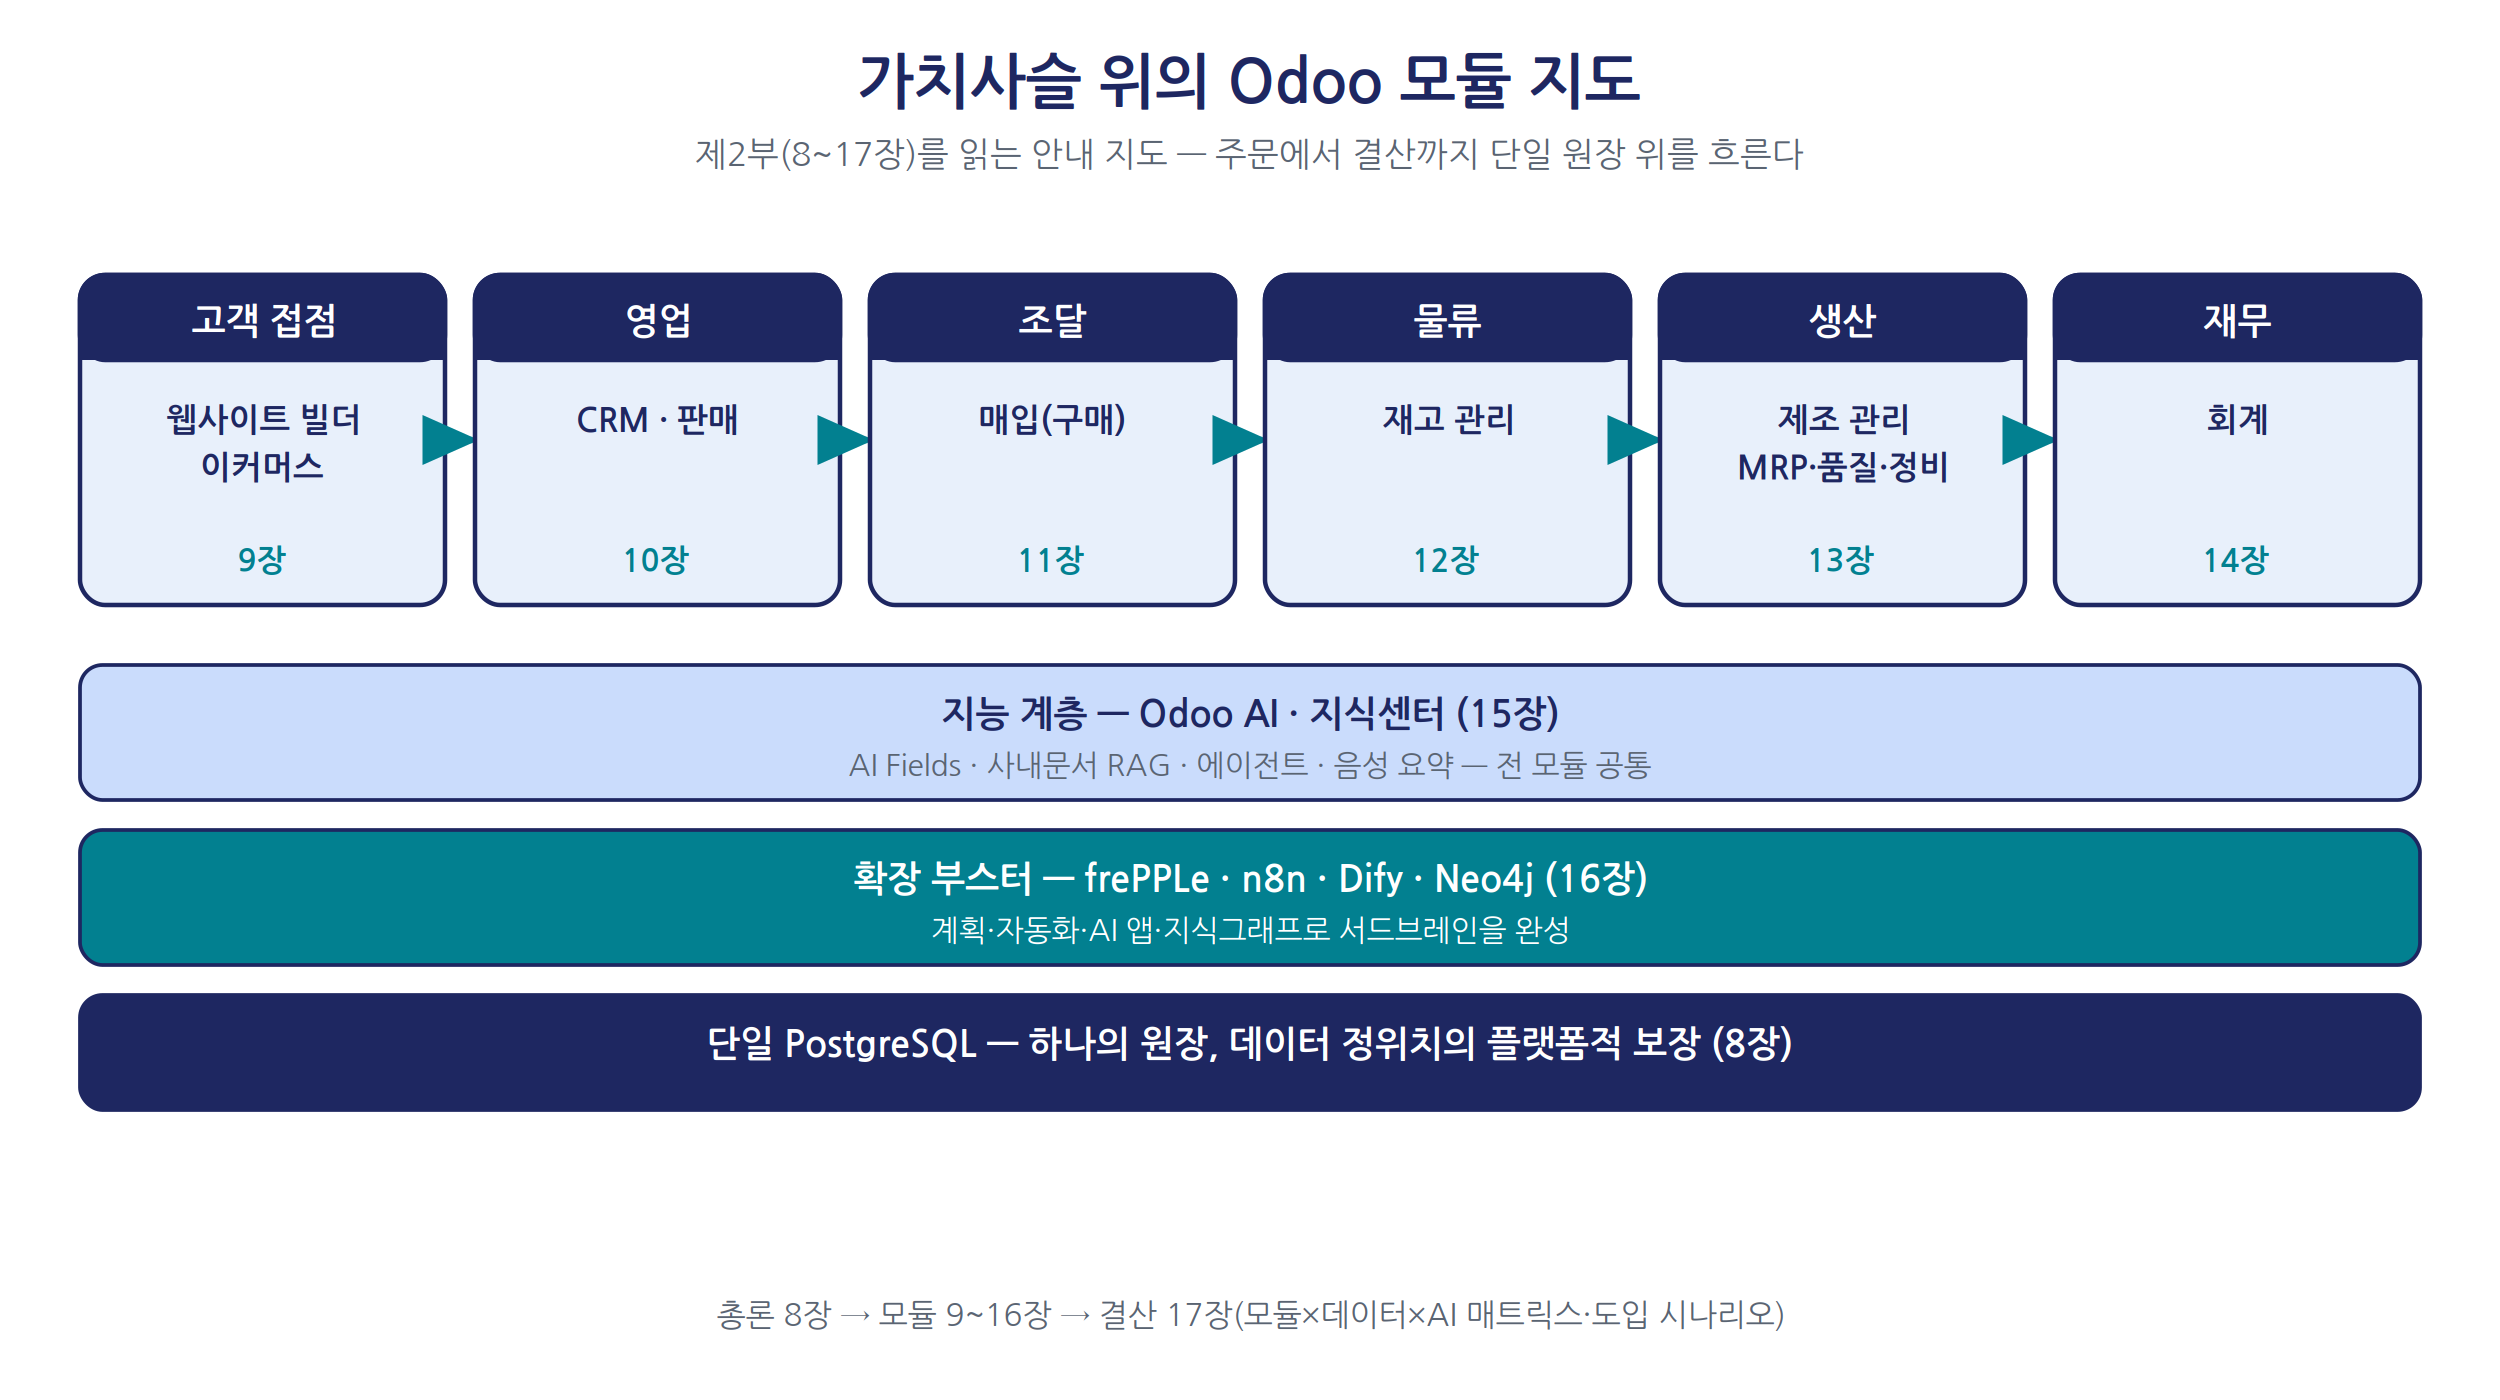 가치사슬 위의 Odoo 모듈 지도
제2부(8~17장)를 읽는 안내 지도 — 주문에서 결산까지 단일 원장 위를 흐른다
고객 접점
웹사이트 빌더
이커머스
9장
영업
CRM · 판매
10장
조달
매입(구매)
11장
물류
재고 관리
12장
생산
제조 관리
MRP·품질·정비
13장
재무
회계
14장
지능 계층 — Odoo AI · 지식센터 (15장)
AI Fields · 사내문서 RAG · 에이전트 · 음성 요약 — 전 모듈 공통
확장 부스터 — frePPLe · n8n · Dify · Neo4j (16장)
계획·자동화·AI 앱·지식그래프로 서드브레인을 완성
단일 PostgreSQL — 하나의 원장, 데이터 정위치의 플랫폼적 보장 (8장)
총론 8장 → 모듈 9~16장 → 결산 17장(모듈×데이터×AI 매트릭스·도입 시나리오)